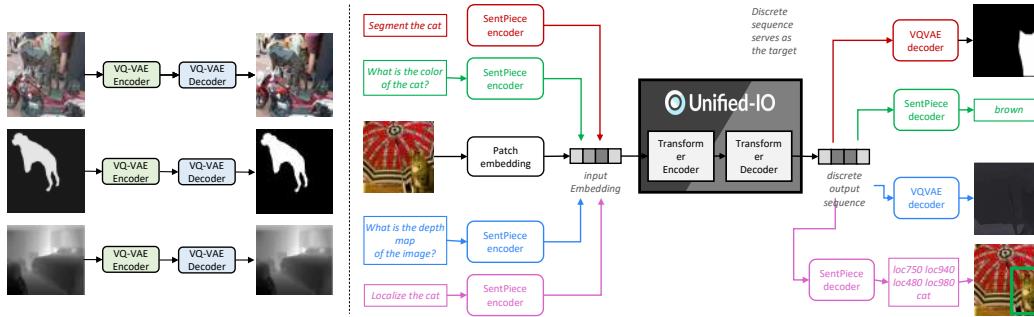 VQ-VAE
Encoder
VQ-VAE
Decoder
VQ-VAE
Encoder
VQ-VAE
Decoder
VQ-VAE
Encoder
VQ-VAE
Decoder
Segment the cat
SentPiece
encoder
What is the color
of the cat?
SentPiece
encoder
Patch
embedding
input
Embedding
What is the depth
map
of the image?
SentPiece
encoder
Localize the cat
SentPiece
encoder
Unified-IO
Transform
er
Encoder
Transform
er
Decoder
Discrete
sequence
serves as
the target
discrete
output
sequence
VQVAE
decoder
SentPiece
decoder
brown
VQVAE
decoder
SentPiece
decoder
loc750 loc940
loc480 loc980
cat